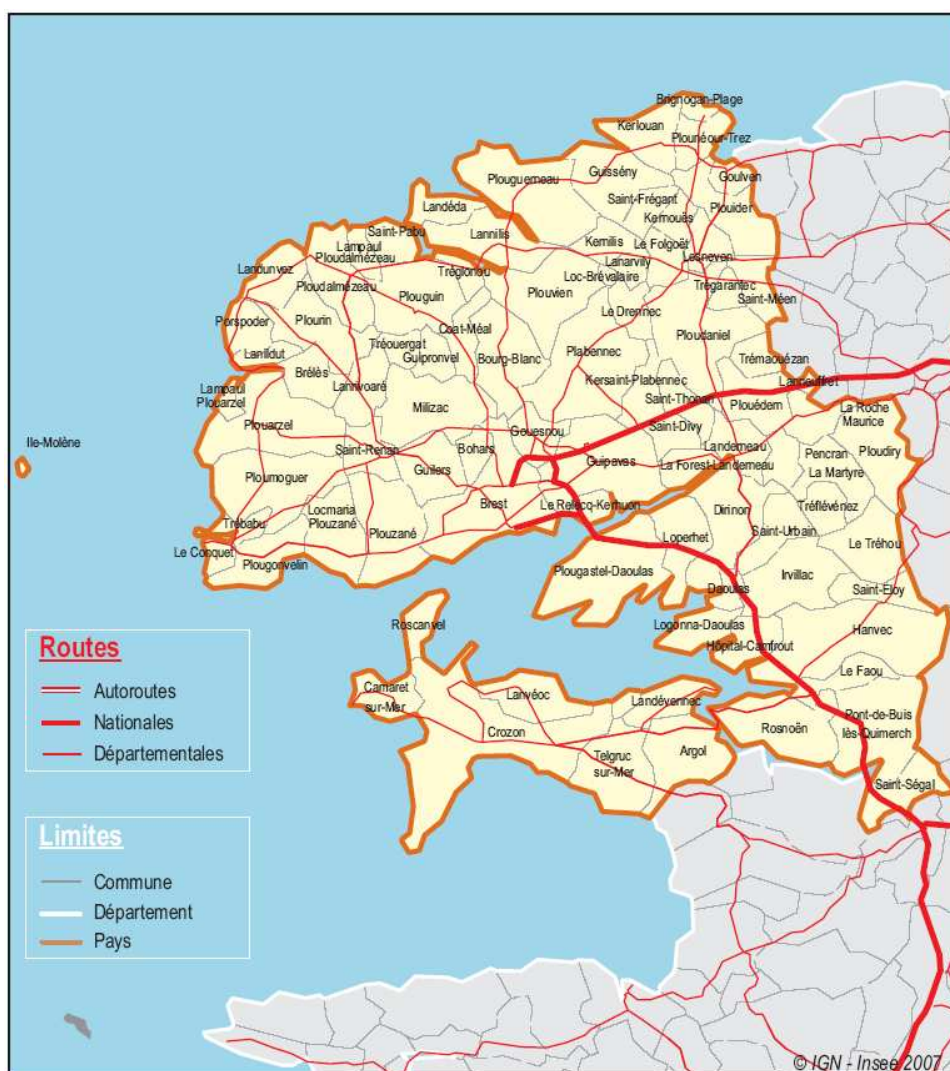 Brignogan-Plage
Kerlouan
Plounéour-Trez
Guissény
Goulven
Plouguerneau
Saint-Frégant
Landéda
Kernouës
Plouider
Saint-Pabu
Lannilis
Kernilis
Le Folgoët
Lampaul
Ploudalmézeau
Lanarvily
Lesneven
Landunvez
Tréglonou
Loc-Brévalaire
Ploudalmézeau
Trégarantec
Plouguin
Plouvien
Saint-Méen
Le Drennec
Porspoder
Plourin
Coat-Méal
Ploudaniel
Tréouergat
Lanildut
Guipronvel
Bourg-Blanc
Plabennec
Trémaouézan
Brélès
Lanrivoaré
Kersaint-Plabennec
Lanneuffret
Lampaul
Plouarzel
Saint-Thonan
Plouédern
Milizac
La Roche
Maurice
Plouarzel
Gouesnou
Saint-Divy
Ile-Molène
Saint-Renan
Bohars
Landerneau
Pencran
Ploudiry
Guilers
Guipavas
La Forest-Landerneau
La Martyre
Ploumoguer
Brest
Le Relecq-Kerhuon
Dirinon
Tréflévénez
Locmaria
Plouzané
Trébabu
Plouzané
Loperhet
Saint-Urbain
Le Tréhou
Le Conquet
Plougonvelin
Plougastel-Daoulas
Irvillac
Daoulas
Saint-Eloy
Roscanvel
Logonna-Daoulas
Hanvec
Hôpital-Camfrout
Routes
Le Faou
Autoroutes
Camaret
sur-Mer
Lanvéoc
Landévennec
Nationales
Pont-de-Buis
lès-Quimerch
Crozon
Rosnoën
Départementales
Telgruc
sur-Mer
Argol
Saint-Ségal
Limites
Commune
Département
Pays
© IGN - Insee 2007